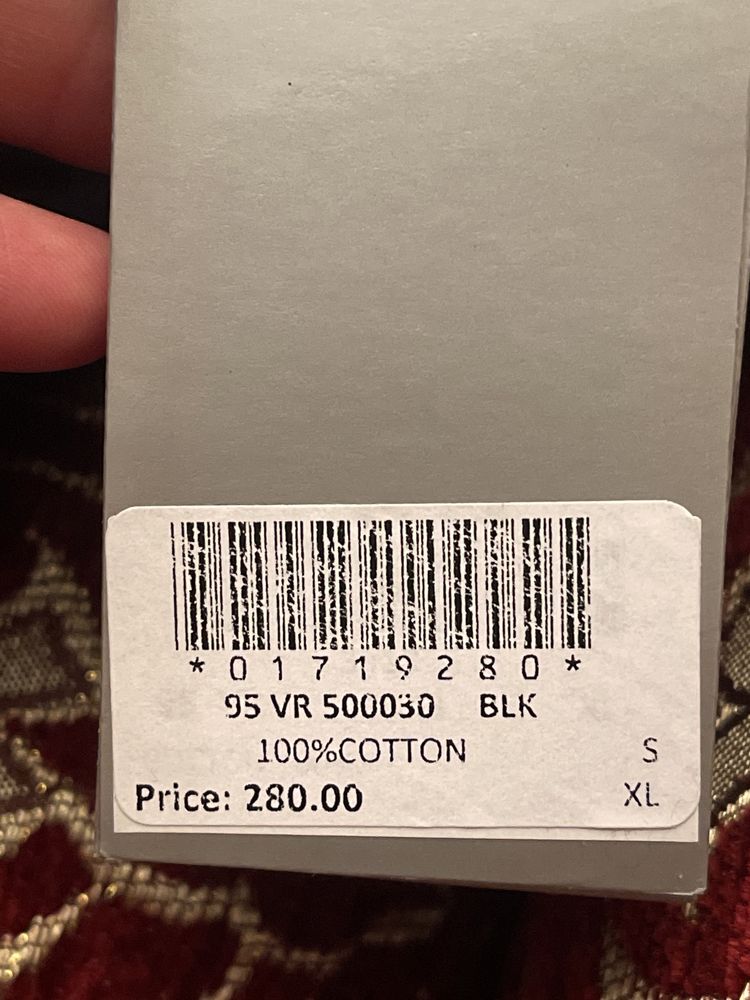 *01719280*
95 VR 500030 BLK
100%COTTON S
Price: 280.00 XL